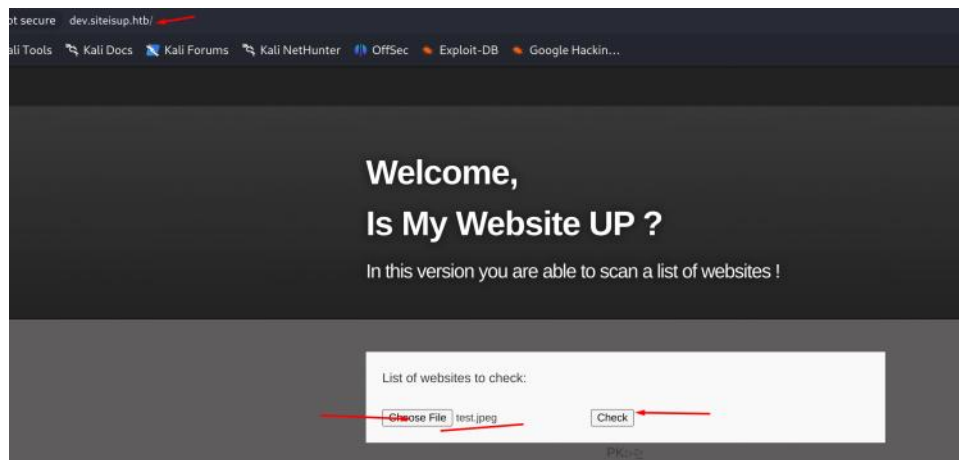 ot secure dev.siteisup.htb/
ali Tools Kali Docs Kali Forums Kali NetHunter OffSec Exploit-DB Google Hackin...
Welcome,
Is My Website UP ?
In this version you are able to scan a list of websites !
List of websites to check:
Choose File test.jpeg Check